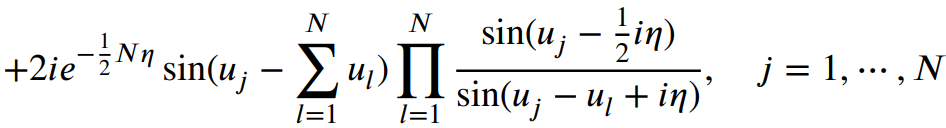 $+2ie^{-\frac{1}{2}N\eta} \sin(u_j - \sum_{l=1}^{N} u_l) \prod_{l=1}^{N} \frac{\sin(u_j - \frac{1}{2}i\eta)}{\sin(u_j - u_l + i\eta)}, \quad j = 1, \cdots, N$